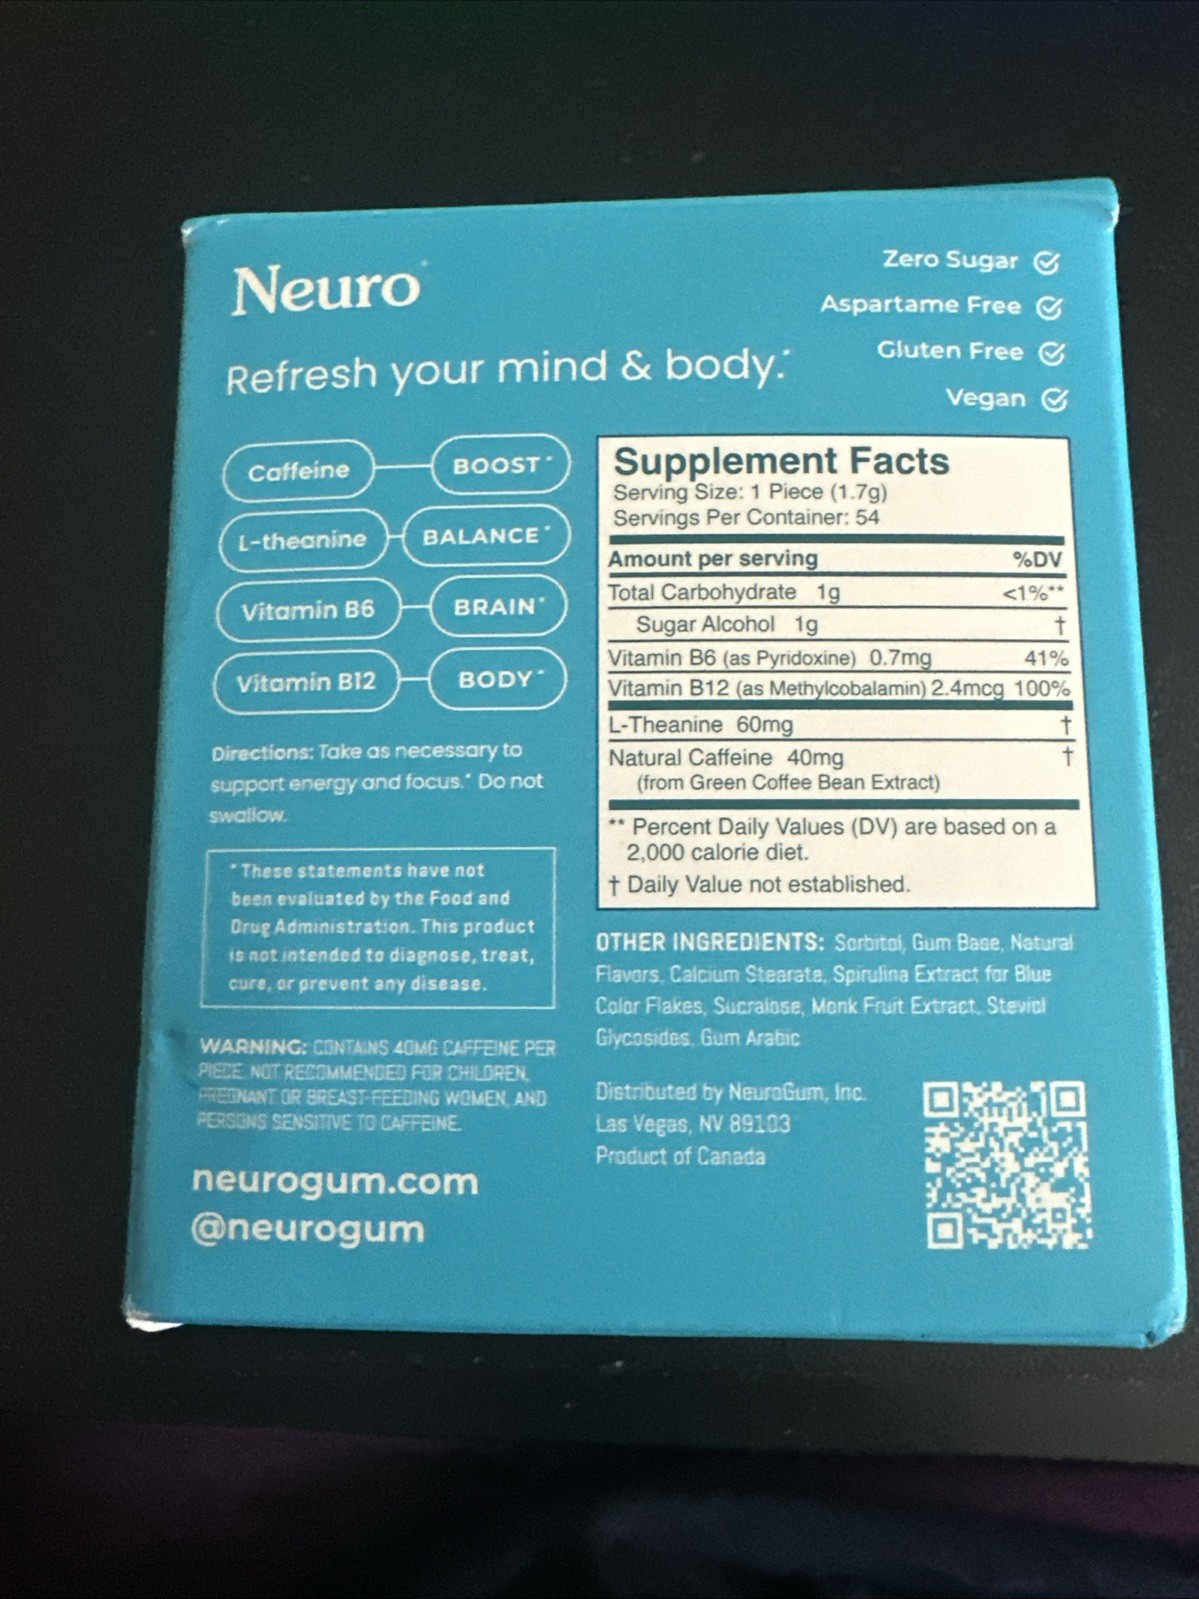 Neuro
Refresh your mind & body.*
Zero Sugar
Aspartame Free
Gluten Free
Vegan
Caffeine BOOST*
L-theanine BALANCE*
Vitamin B6 BRAIN*
Vitamin B12 BODY*
Directions: Take as necessary to
support energy and focus.* Do not
swallow.
*These statements have not
been evaluated by the Food and
Drug Administration. This product
is not intended to diagnose, treat,
cure, or prevent any disease.
WARNING: CONTAINS 40MG CAFFEINE PER
PIECE. NOT RECOMMENDED FOR CHILDREN,
PREGNANT OR BREAST-FEEDING WOMEN, AND
PERSONS SENSITIVE TO CAFFEINE.
neurogum.com
@neurogum
Supplement Facts
Serving Size: 1 Piece (1.7g)
Servings Per Container: 54
Amount per serving %DV
Total Carbohydrate 1g <1%**
Sugar Alcohol 1g †
Vitamin B6 (as Pyridoxine) 0.7mg 41%
Vitamin B12 (as Methylcobalamin) 2.4mcg 100%
L-Theanine 60mg †
Natural Caffeine 40mg †
(from Green Coffee Bean Extract)
** Percent Daily Values (DV) are based on a
2,000 calorie diet.
† Daily Value not established.
OTHER INGREDIENTS: Sorbitol, Gum Base, Natural
Flavors, Calcium Stearate, Spirulina Extract for Blue
Color Flakes, Sucralose, Monk Fruit Extract, Steviol
Glycosides, Gum Arabic
Distributed by NeuroGum, Inc.
Las Vegas, NV 89103
Product of Canada